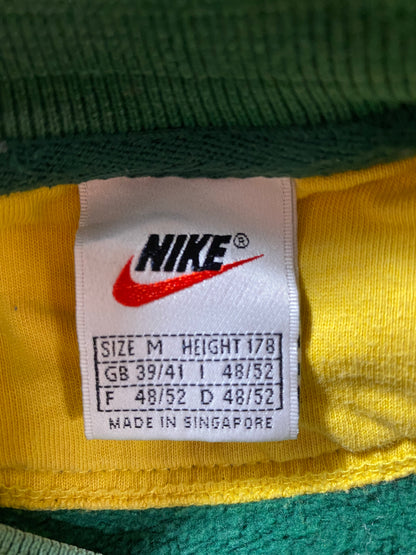 NIKE®
SIZE M HEIGHT 178
GB 39/41 I 48/52
F 48/52 D 48/52
MADE IN SINGAPORE